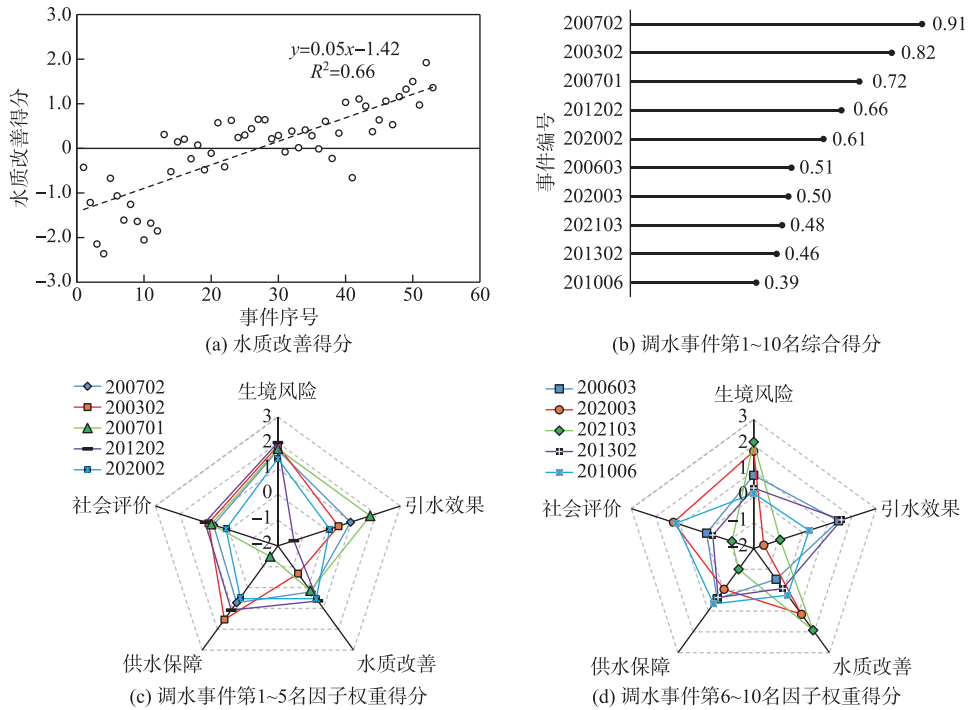 3.0
2.0
1.0
0
−1.0
−2.0
−3.0
水质改善得分
y=0.05x−1.42
R²=0.66
0
10
20
30
40
50
60
事件序号
(a) 水质改善得分
事件编号
200702 0.91
200302 0.82
200701 0.72
201202 0.66
202002 0.61
200603 0.51
202003 0.50
202103 0.48
201302 0.46
201006 0.39
(b) 调水事件第1~10名综合得分
200702
200302
200701
201202
202002
生境风险
3
2
1
0
−1
−2
社会评价
引水效果
供水保障
水质改善
(c) 调水事件第1~5名因子权重得分
200603
202003
202103
201302
201006
生境风险
3
2
1
0
−1
−2
社会评价
引水效果
供水保障
水质改善
(d) 调水事件第6~10名因子权重得分